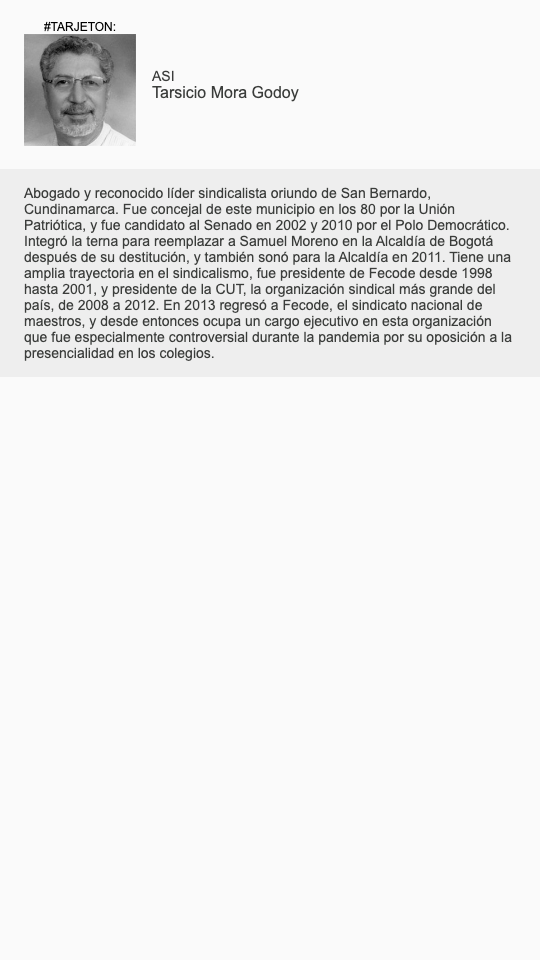 #TARJETON:
ASI
Tarsicio Mora Godoy
Abogado y reconocido líder sindicalista oriundo de San Bernardo,
Cundinamarca. Fue concejal de este municipio en los 80 por la Unión
Patriótica, y fue candidato al Senado en 2002 y 2010 por el Polo Democrático.
Integró la terna para reemplazar a Samuel Moreno en la Alcaldía de Bogotá
después de su destitución, y también sonó para la Alcaldía en 2011. Tiene una
amplia trayectoria en el sindicalismo, fue presidente de Fecode desde 1998
hasta 2001, y presidente de la CUT, la organización sindical más grande del
país, de 2008 a 2012. En 2013 regresó a Fecode, el sindicato nacional de
maestros, y desde entonces ocupa un cargo ejecutivo en esta organización
que fue especialmente controversial durante la pandemia por su oposición a la
presencialidad en los colegios.